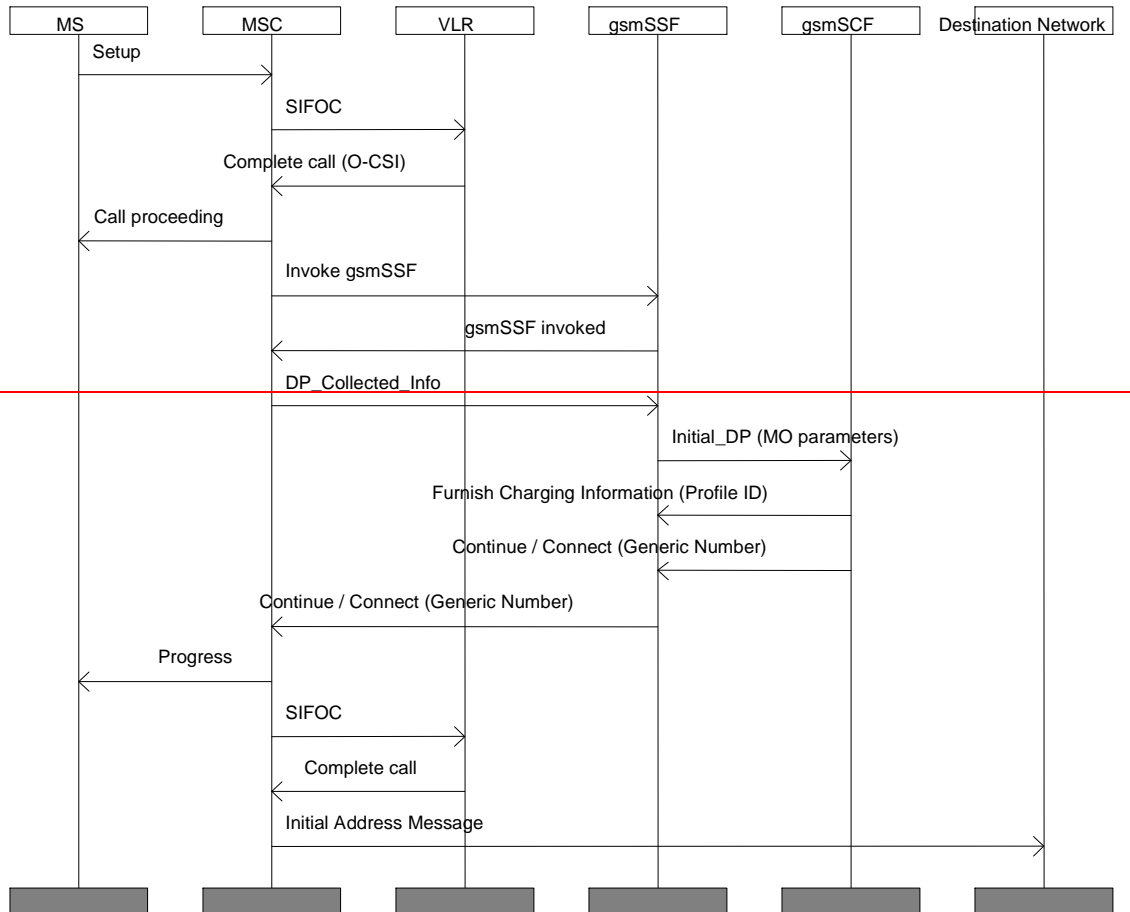 MS
MSC
VLR
gsmSSF
gsmSCF
Destination Network
Setup
SIFOC
Complete call (O-CSI)
Call proceeding
Invoke gsmSSF
gsmSSF invoked
DP_Collected_Info
Initial_DP (MO parameters)
Furnish Charging Information (Profile ID)
Continue / Connect (Generic Number)
Continue / Connect (Generic Number)
Progress
SIFOC
Complete call
Initial Address Message